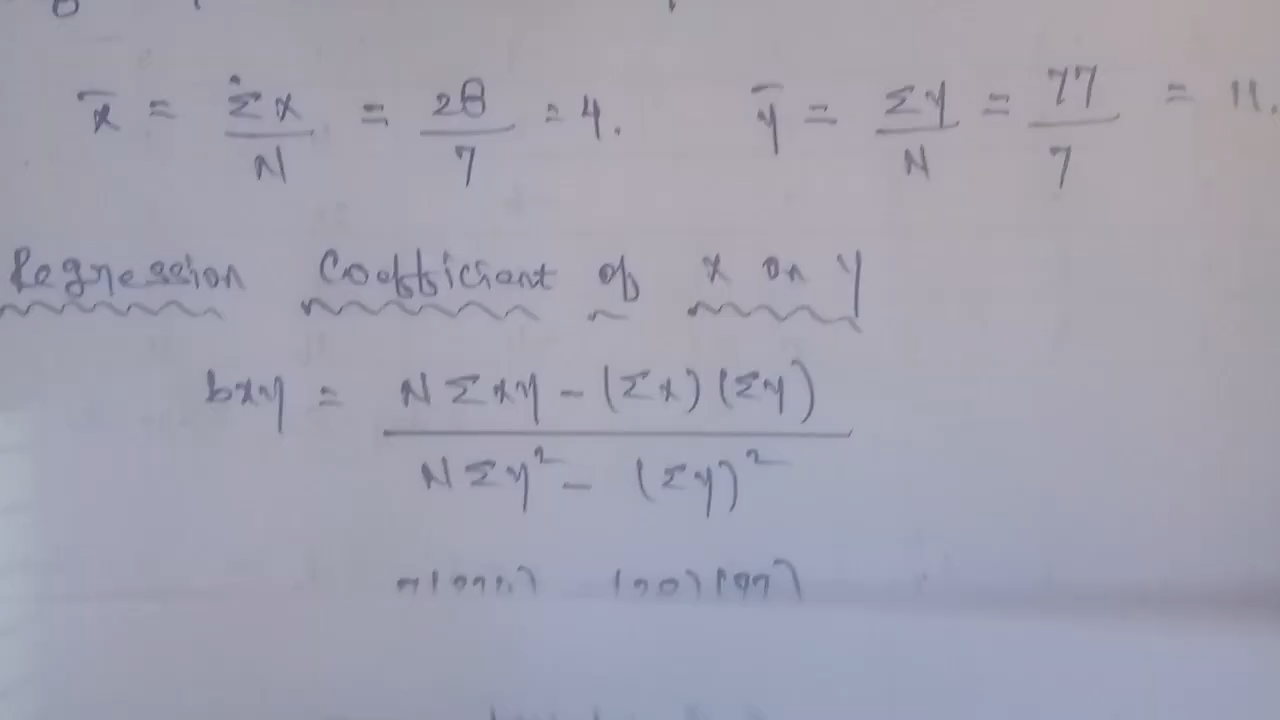 x̄ = Σx/N = 28/7 = 4. ȳ = Σy/N = 77/7 = 11.
Regression Coefficient of x on y
bxy = NΣxy - (Σx)(Σy) / NΣy² - (Σy)²